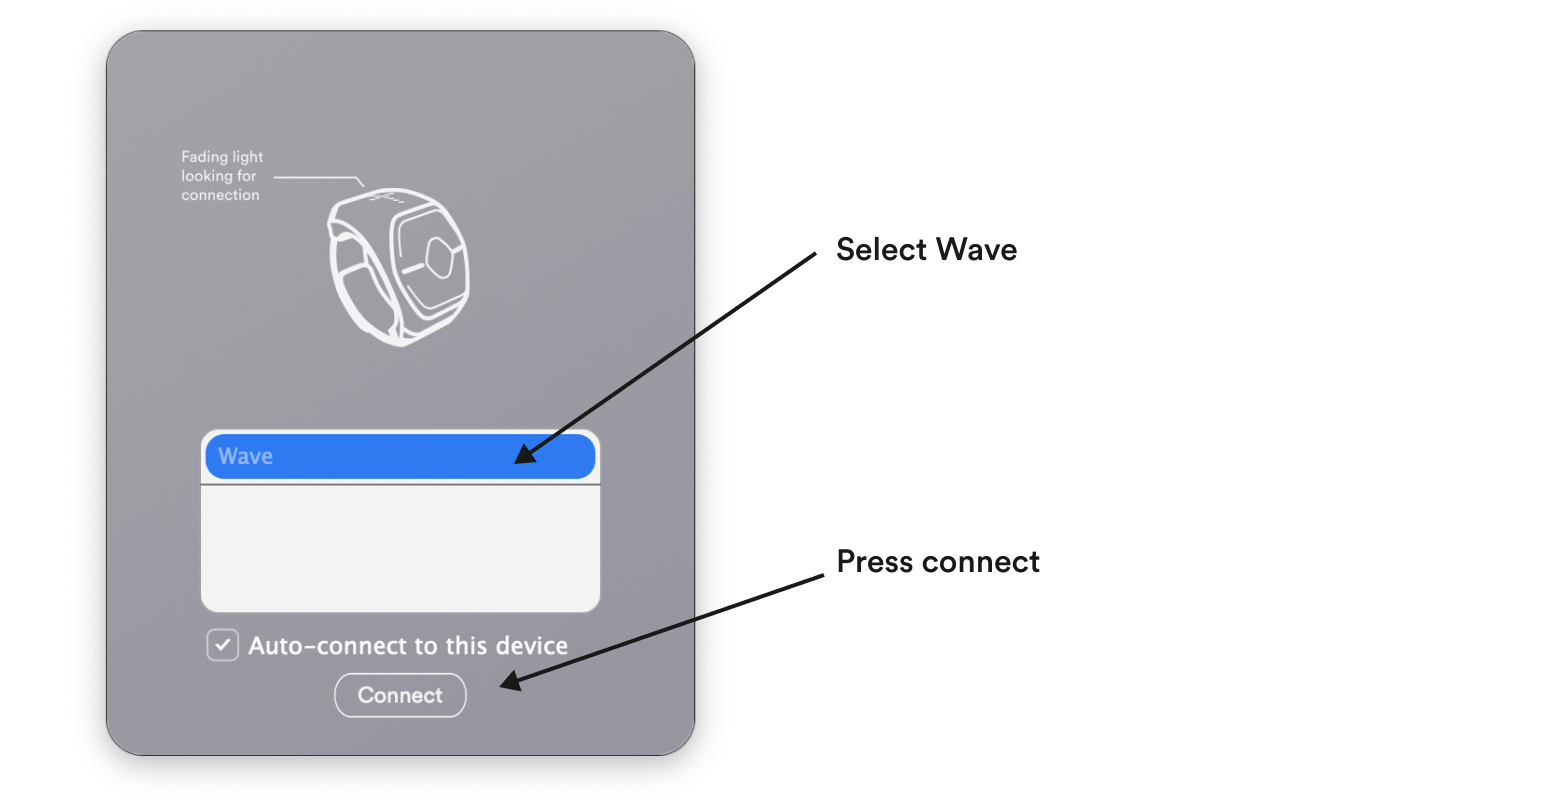 Fading light
looking for
connection
Select Wave
Wave
Press connect
Auto-connect to this device
Connect